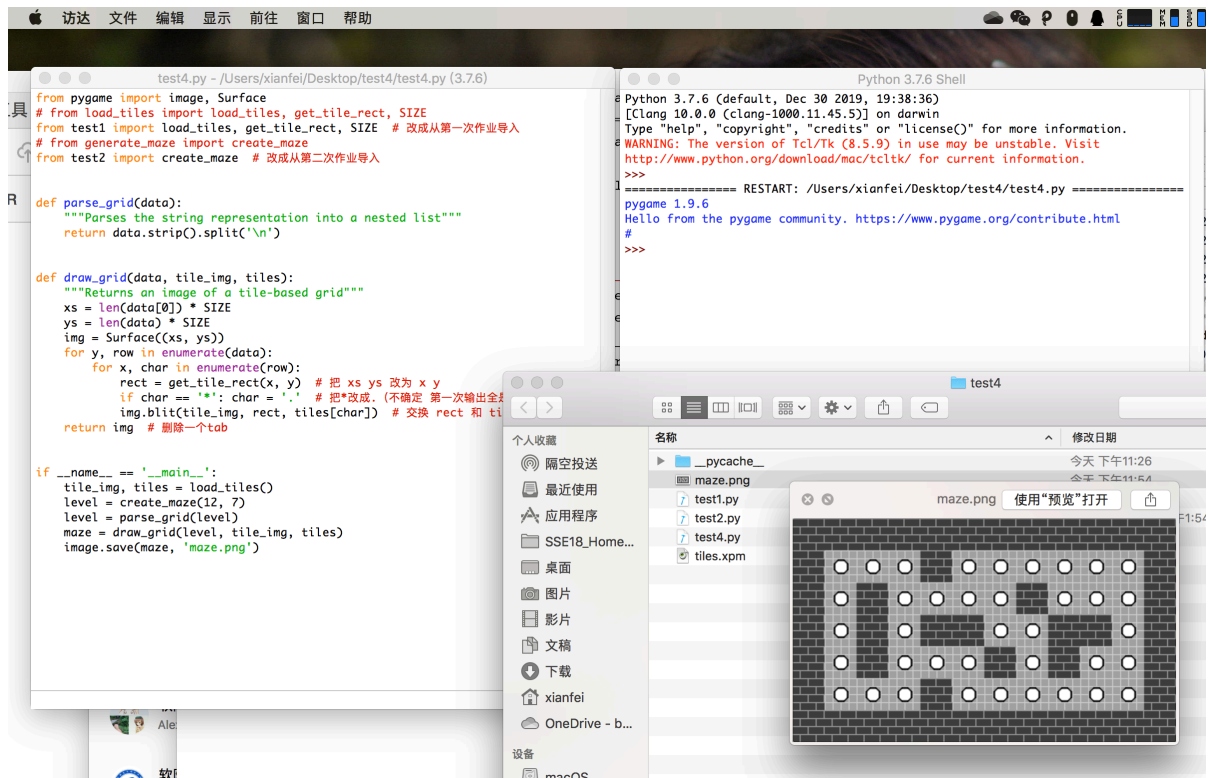 访达 文件 编辑 显示 前往 窗口 帮助
test4.py - /Users/xianfei/Desktop/test4/test4.py (3.7.6)
from pygame import image, Surface
# from load_tiles import load_tiles, get_tile_rect, SIZE
from test1 import load_tiles, get_tile_rect, SIZE  # 改成从第一次作业导入
# from generate_maze import create_maze
from test2 import create_maze  # 改成从第二次作业导入
def parse_grid(data):
    """Parses the string representation into a nested list"""
    return data.strip().split('\n')
def draw_grid(data, tile_img, tiles):
    """Returns an image of a tile-based grid"""
    xs = len(data[0]) * SIZE
    ys = len(data) * SIZE
    img = Surface((xs, ys))
    for y, row in enumerate(data):
        for x, char in enumerate(row):
            rect = get_tile_rect(x, y)  # 把 xs ys 改为 x y
            if char == '*': char = '.'  # 把*改成.(不确定 第一次输出全是
            img.blit(tile_img, rect, tiles[char])  # 交换 rect 和 ti
    return img  # 删除一个tab
if __name__ == '__main__':
    tile_img, tiles = load_tiles()
    level = create_maze(12, 7)
    level = parse_grid(level)
    maze = draw_grid(level, tile_img, tiles)
    image.save(maze, 'maze.png')
Python 3.7.6 Shell
Python 3.7.6 (default, Dec 30 2019, 19:38:36)
[Clang 10.0.0 (clang-1000.11.45.5)] on darwin
Type "help", "copyright", "credits" or "license()" for more information.
WARNING: The version of Tcl/Tk (8.5.9) in use may be unstable. Visit
http://www.python.org/download/mac/tcltk/ for current information.
>>>
================ RESTART: /Users/xianfei/Desktop/test4/test4.py ================
pygame 1.9.6
Hello from the pygame community. https://www.pygame.org/contribute.html
#
>>>
test4
个人收藏
隔空投送
最近使用
应用程序
SSE18_Home...
桌面
图片
影片
文稿
下载
xianfei
OneDrive - b...
设备
macOS
名称 修改日期
__pycache__ 今天 下午11:26
maze.png 今天 下午11:54
test1.py
test2.py
test4.py
tiles.xpm
maze.png 使用“预览”打开